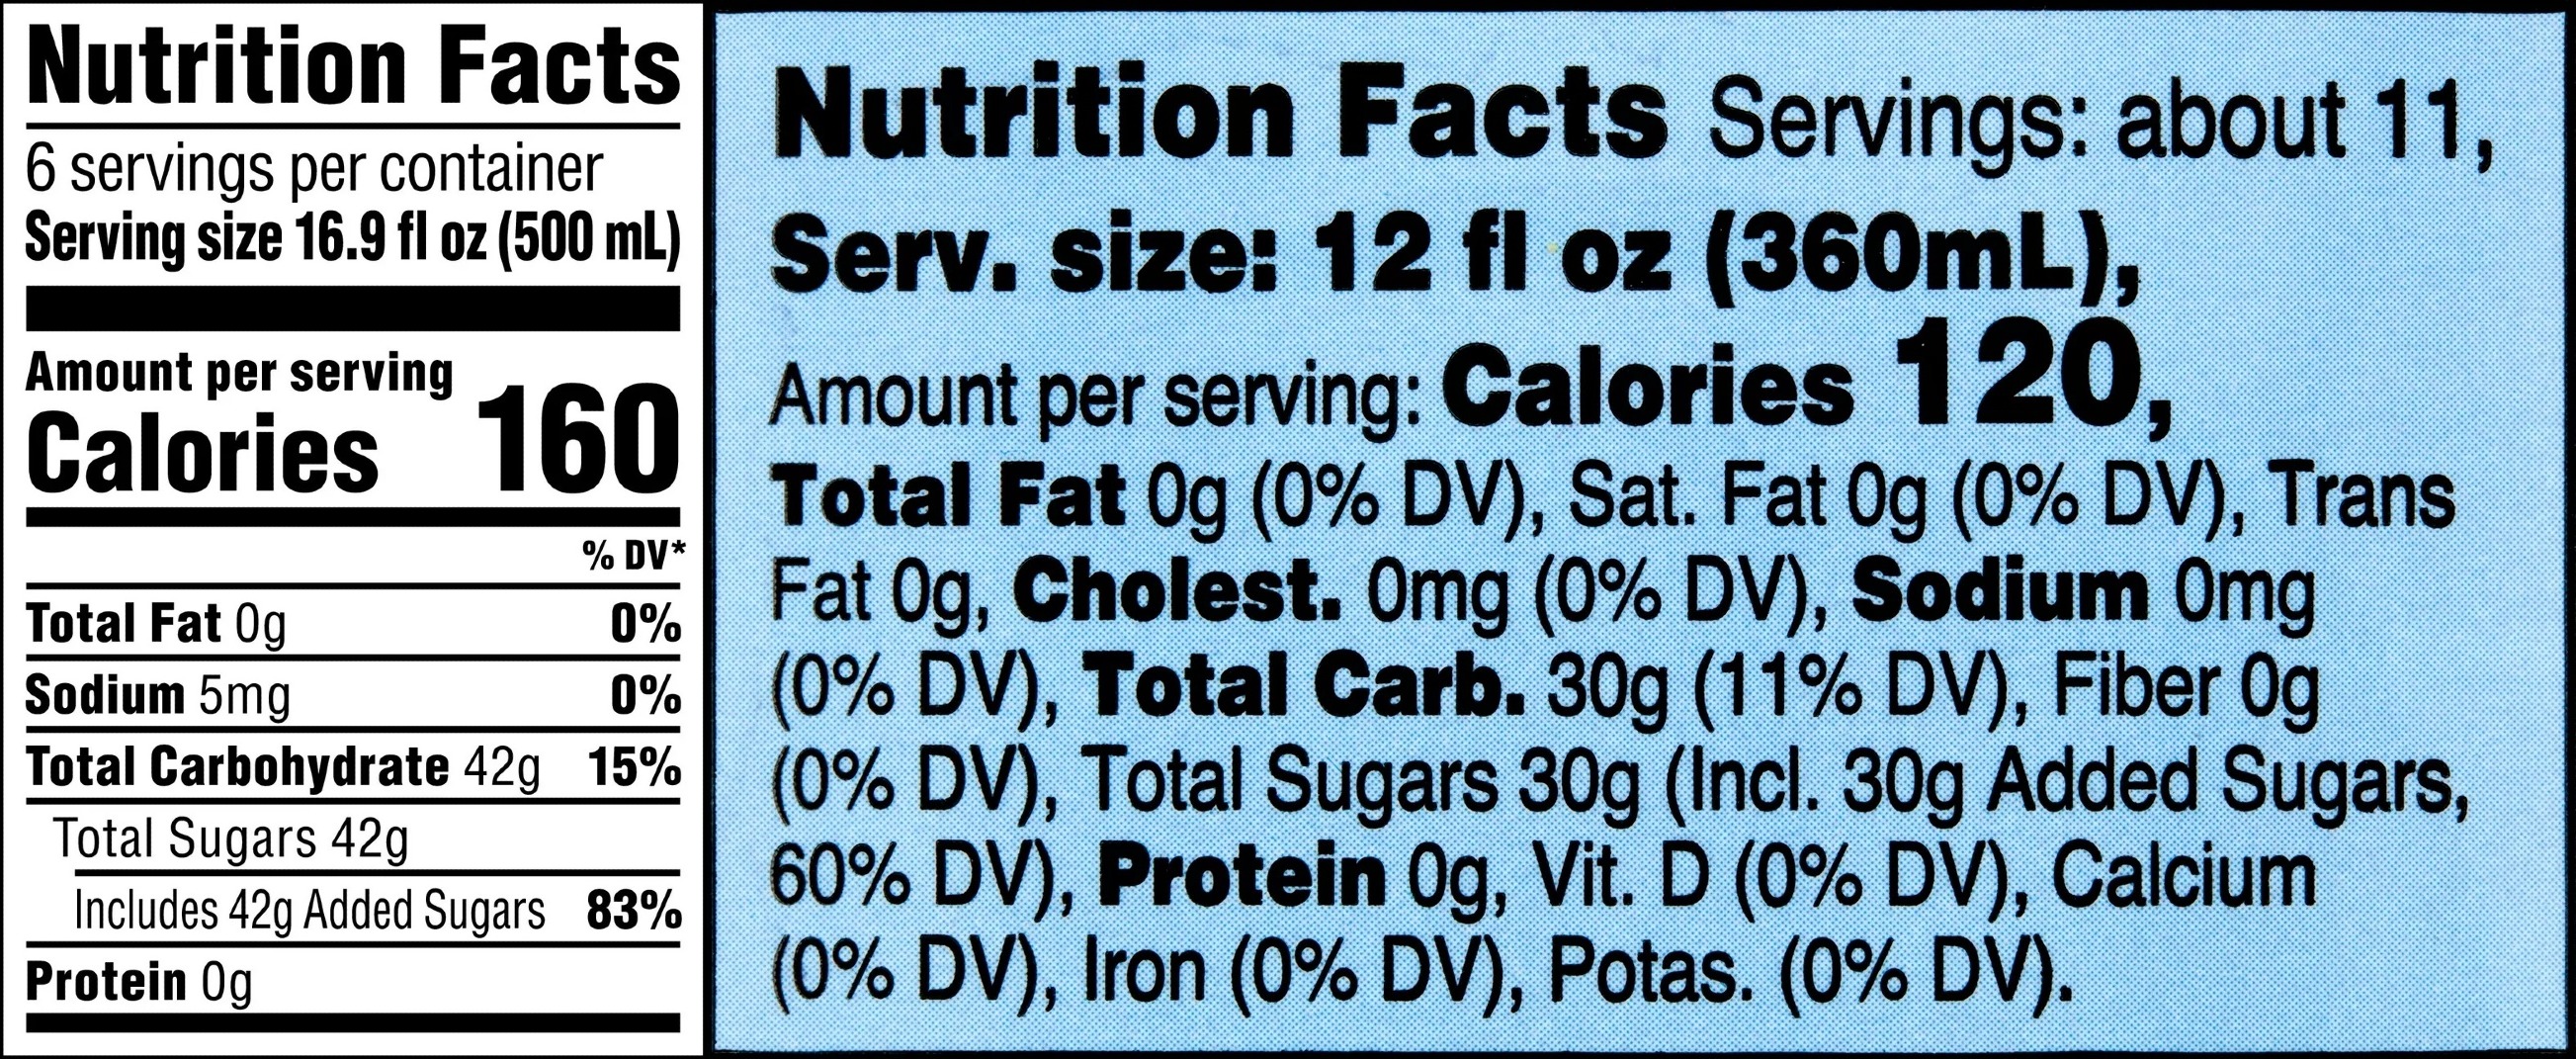 Nutrition Facts
6 servings per container
Serving size 16.9 fl oz (500 mL)
Amount per serving
Calories 160
% DV*
Total Fat 0g 0%
Sodium 5mg 0%
Total Carbohydrate 42g 15%
Total Sugars 42g
Includes 42g Added Sugars 83%
Protein 0g
Nutrition Facts Servings: about 11,
Serv. size: 12 fl oz (360mL),
Amount per serving: Calories 120,
Total Fat 0g (0% DV), Sat. Fat 0g (0% DV), Trans
Fat 0g, Cholest. 0mg (0% DV), Sodium 0mg
(0% DV), Total Carb. 30g (11% DV), Fiber 0g
(0% DV), Total Sugars 30g (Incl. 30g Added Sugars,
60% DV), Protein 0g, Vit. D (0% DV), Calcium
(0% DV), Iron (0% DV), Potas. (0% DV).